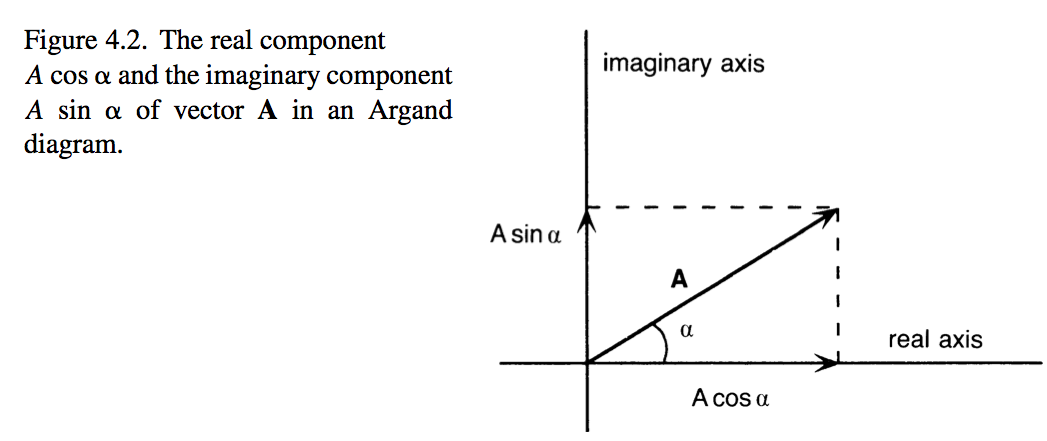 Figure 4.2. The real component
A cos α and the imaginary component
A sin α of vector A in an Argand
diagram.
imaginary axis
A sin α
A
α
real axis
A cos α